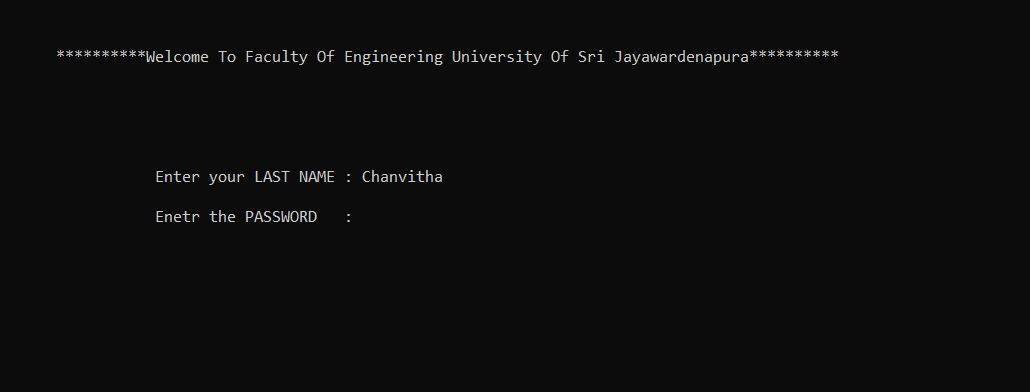 **********Welcome To Faculty Of Engineering University Of Sri Jayawardenapura**********
Enter your LAST NAME : Chanvitha
Enetr the PASSWORD   :